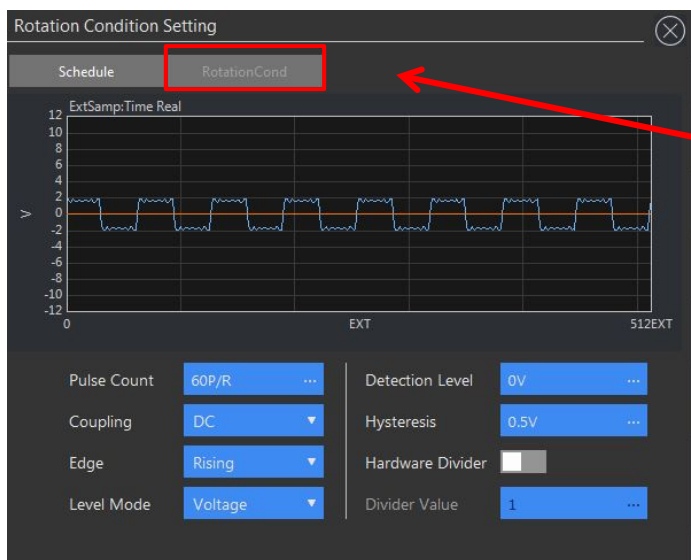 Rotation Condition Setting
Schedule RotationCond
ExtSamp:Time Real
12
10
8
6
4
2
0
-2
-4
-6
-8
-10
-12
V
0 EXT 512EXT
Pulse Count 60P/R ... Detection Level 0V ...
Coupling DC Hysteresis 0.5V ...
Edge Rising Hardware Divider
Level Mode Voltage Divider Value 1 ...